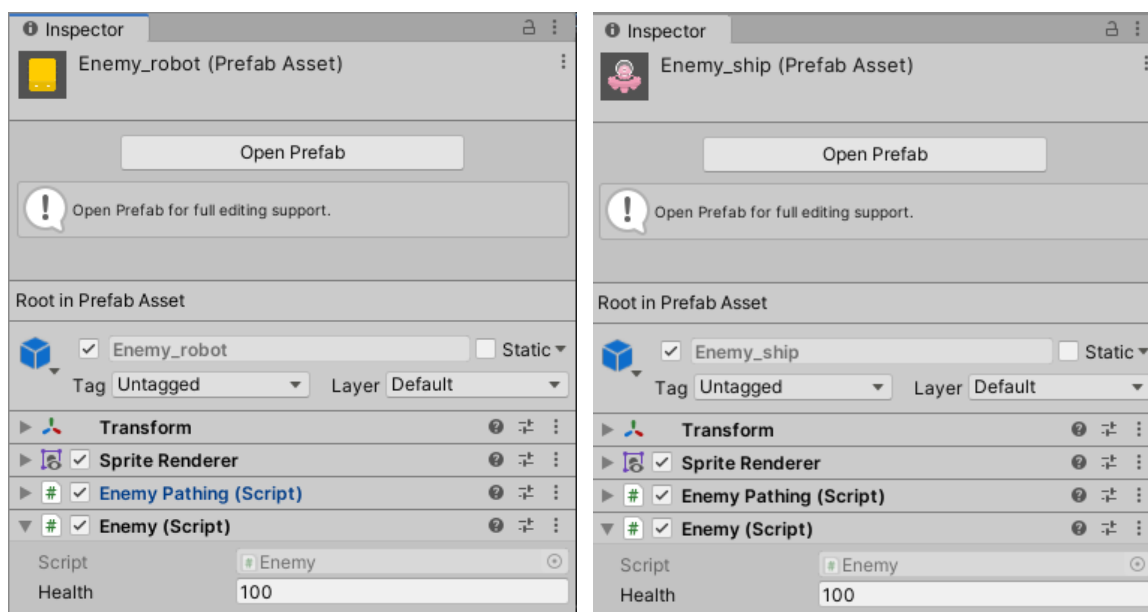 Inspector
Enemy_robot (Prefab Asset)
Open Prefab
Open Prefab for full editing support.
Root in Prefab Asset
Enemy_robot Static
Tag Untagged Layer Default
Transform
Sprite Renderer
# Enemy Pathing (Script)
# Enemy (Script)
Script # Enemy
Health 100
Inspector
Enemy_ship (Prefab Asset)
Open Prefab
Open Prefab for full editing support.
Root in Prefab Asset
Enemy_ship Static
Tag Untagged Layer Default
Transform
Sprite Renderer
# Enemy Pathing (Script)
# Enemy (Script)
Script # Enemy
Health 100